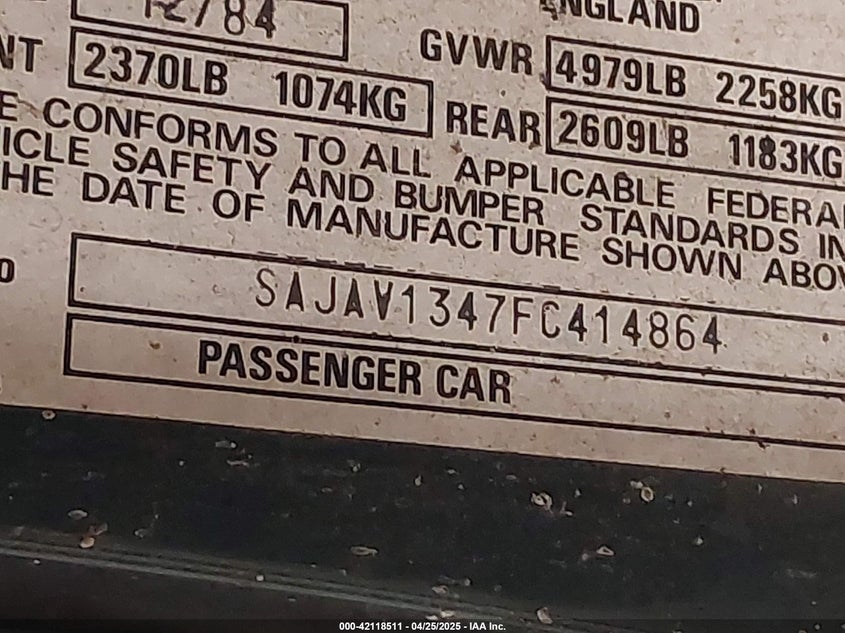 12/84
ENGLAND
GVWR 4979LB 2258KG
NT 2370LB 1074KG REAR 2609LB 1183KG
E CONFORMS TO ALL APPLICABLE FEDERA
ICLE SAFETY AND BUMPER STANDARDS IN
HE DATE OF MANUFACTURE SHOWN ABOV
SAJAV1347FC414864
PASSENGER CAR
000-42118511 - 04/25/2025 - IAA Inc.